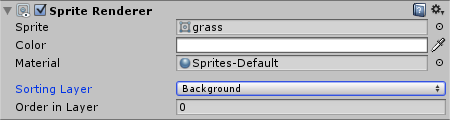 Sprite Renderer
Sprite grass
Color
Material Sprites-Default
Sorting Layer Background
Order in Layer 0